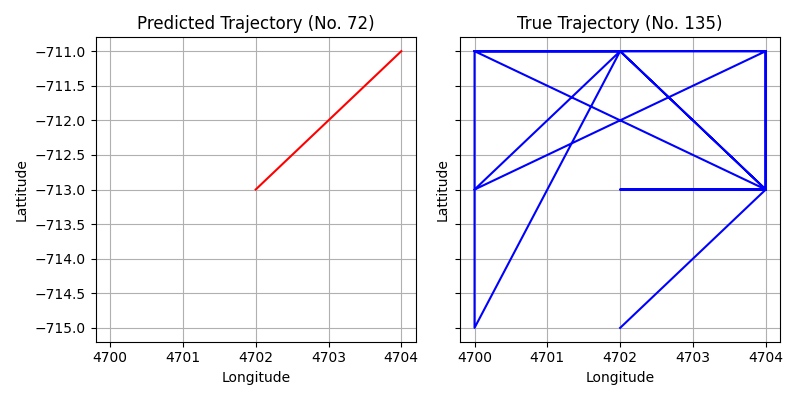 Predicted Trajectory (No. 72)
True Trajectory (No. 135)
−711.0
−711.5
−712.0
−712.5
−713.0
−713.5
−714.0
−714.5
−715.0
Lattitude
Lattitude
4700 4701 4702 4703 4704
4700 4701 4702 4703 4704
Longitude
Longitude